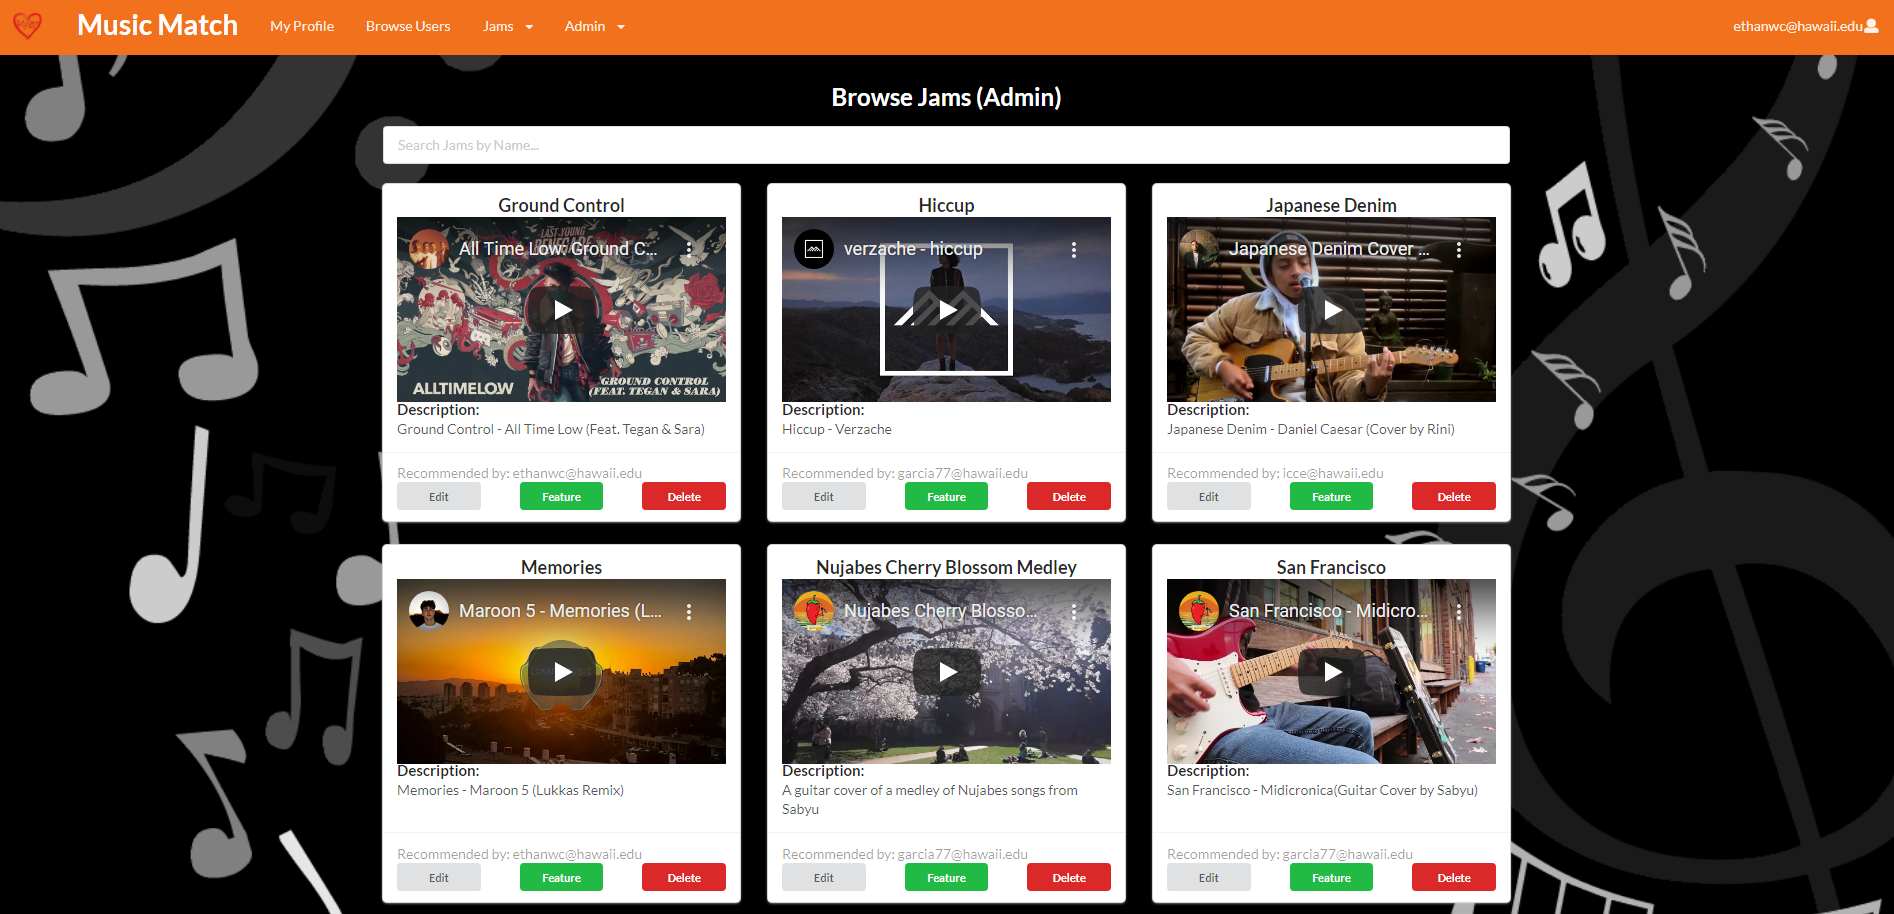 Music Match
My Profile
Browse Users
Jams
Admin
ethanwc@hawaii.edu
Browse Jams (Admin)
Search Jams by Name...
Ground Control
All Time Low: Ground C...
LAST YOUNG
RENEGADE
ALLTIMELOW
GROUND CONTROL
(FEAT. TEGAN & SARA)
Description:
Ground Control - All Time Low (Feat. Tegan & Sara)
Recommended by: ethanwc@hawaii.edu
Edit
Feature
Delete
Hiccup
verzache - hiccup
Description:
Hiccup - Verzache
Recommended by: garcia77@hawaii.edu
Edit
Feature
Delete
Japanese Denim
Japanese Denim Cover ...
Description:
Japanese Denim - Daniel Caesar (Cover by Rini)
Recommended by: icce@hawaii.edu
Edit
Feature
Delete
Memories
Maroon 5 - Memories (L...
Description:
Memories - Maroon 5 (Lukkas Remix)
Recommended by: ethanwc@hawaii.edu
Edit
Feature
Delete
Nujabes Cherry Blossom Medley
Nujabes Cherry Blosso...
Description:
A guitar cover of a medley of Nujabes songs from
Sabyu
Recommended by: garcia77@hawaii.edu
Edit
Feature
Delete
San Francisco
San Francisco - Midicro...
Description:
San Francisco - Midicronica(Guitar Cover by Sabyu)
Recommended by: garcia77@hawaii.edu
Edit
Feature
Delete